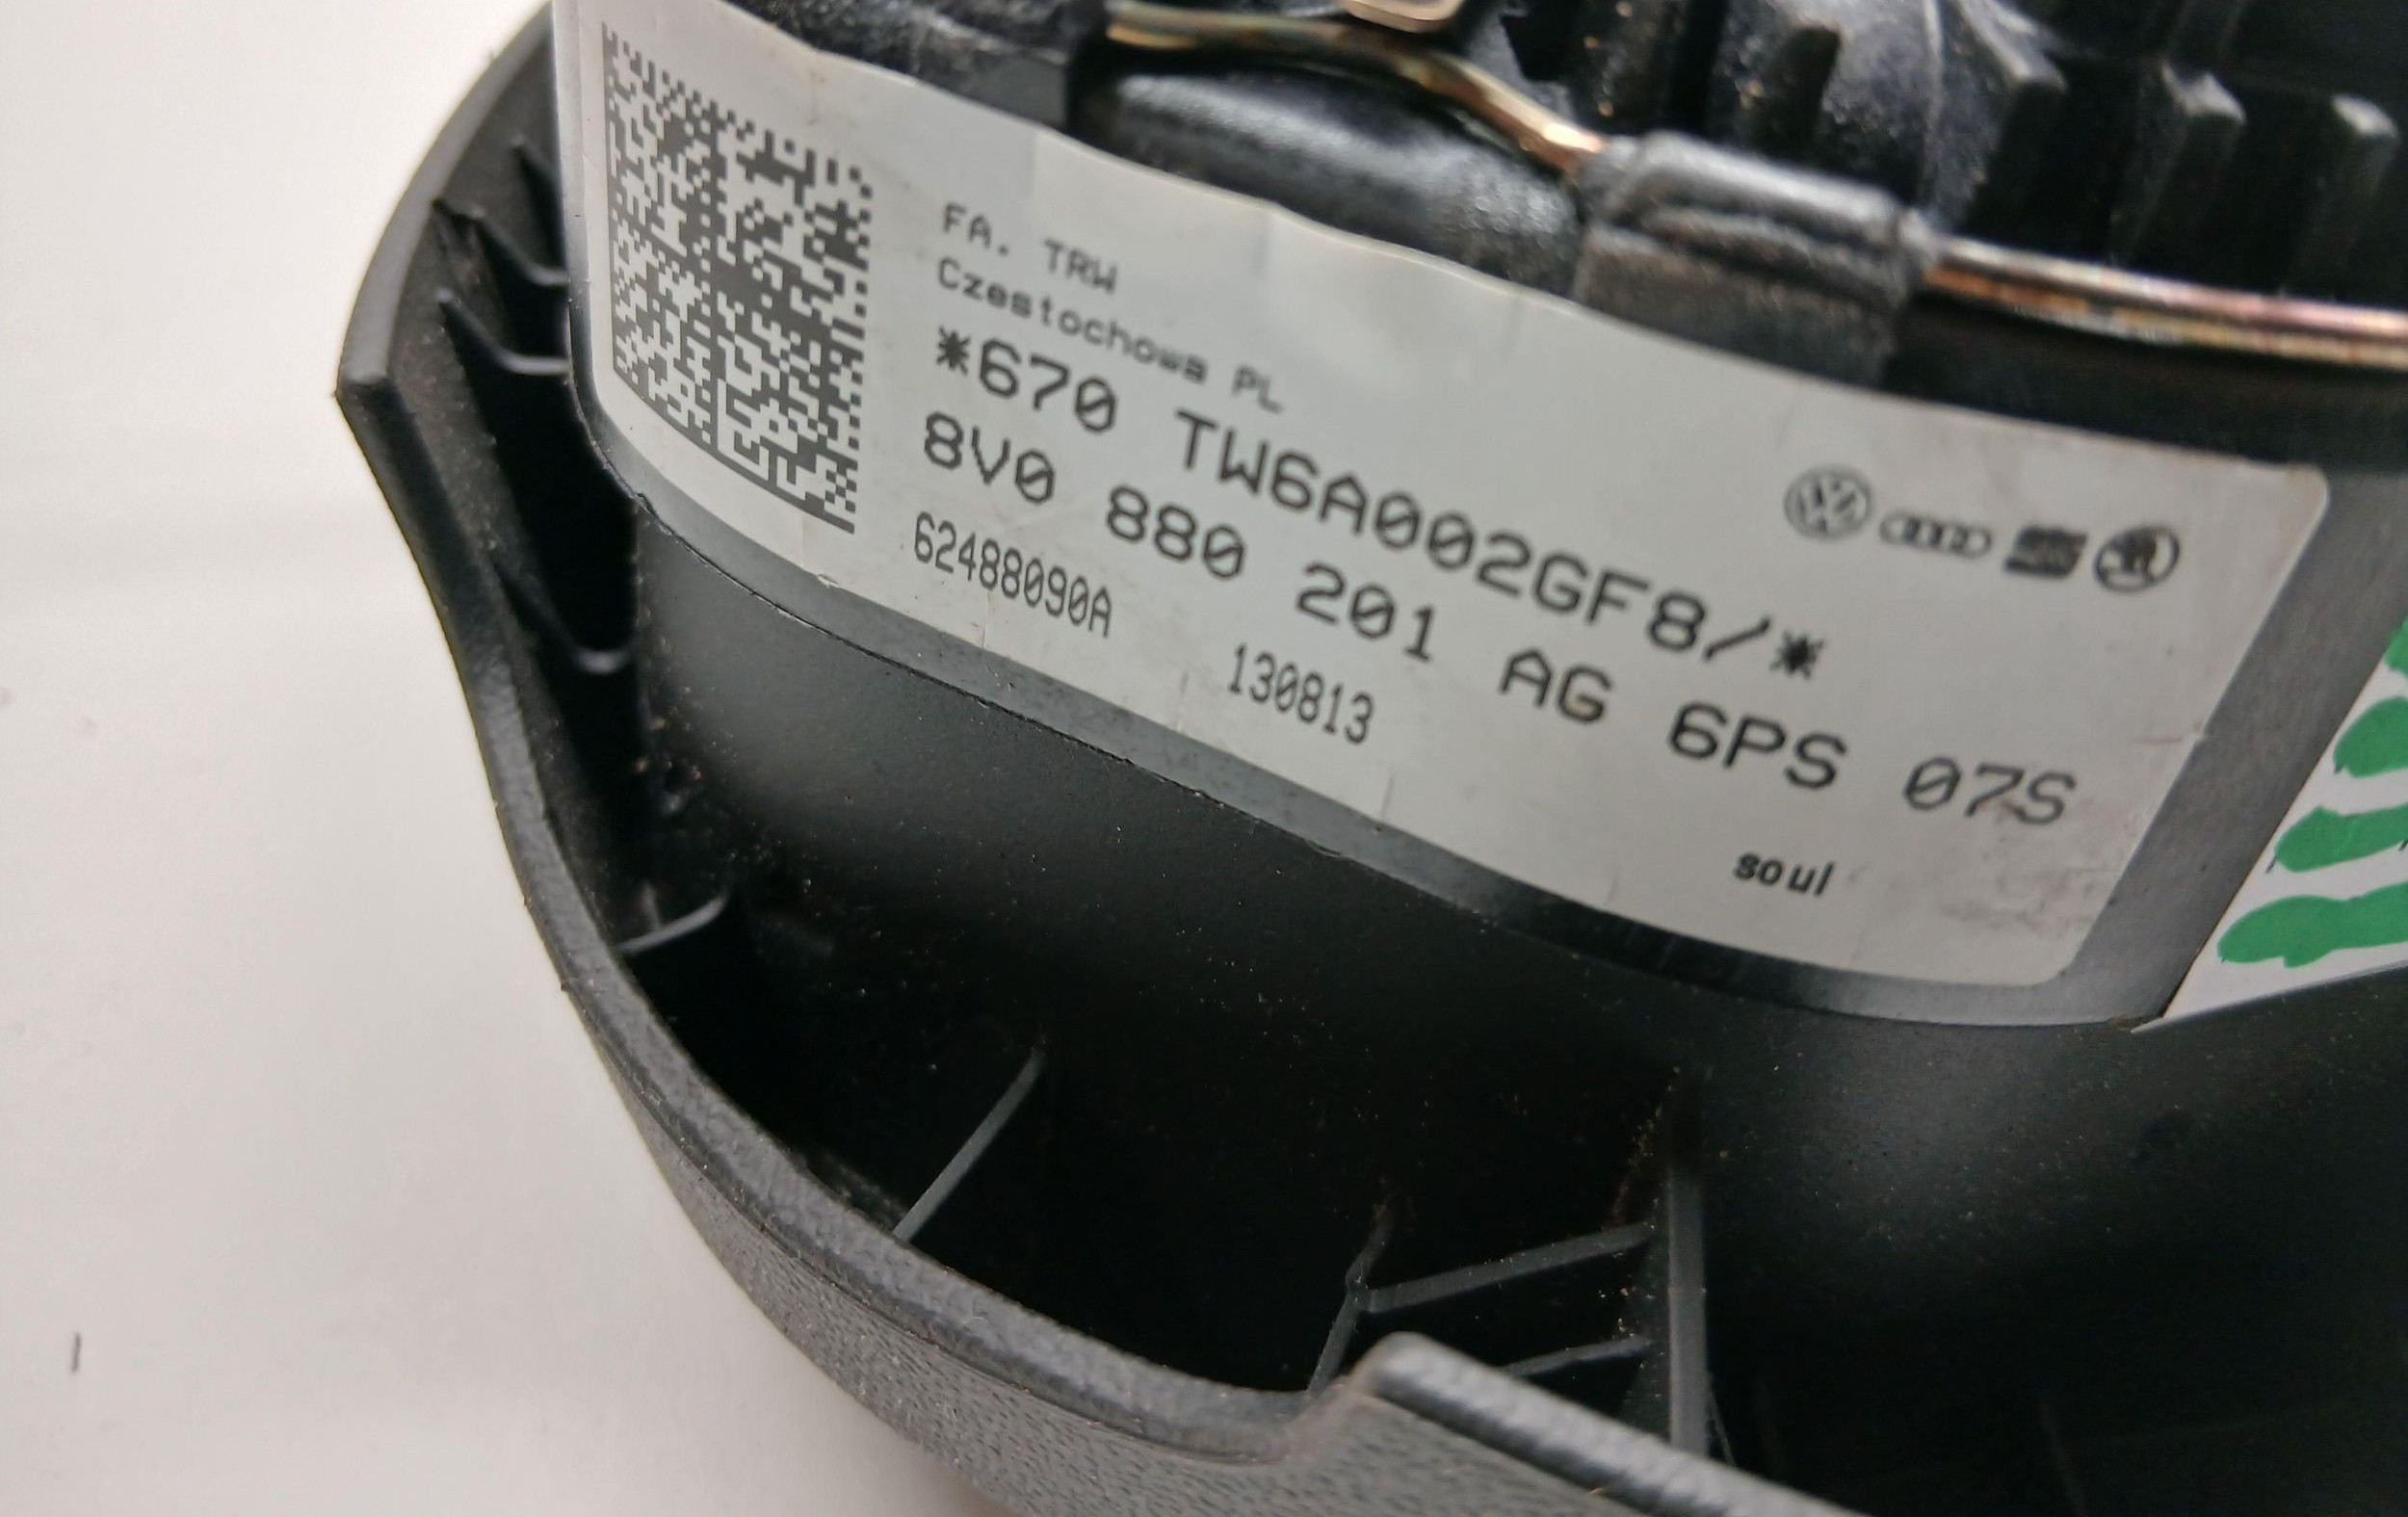 FA. TRW
Czestochowa PL
*670 TW6A002GF8/*
8V0 880 201 AG 6PS 07S
62488090A 130813
soul